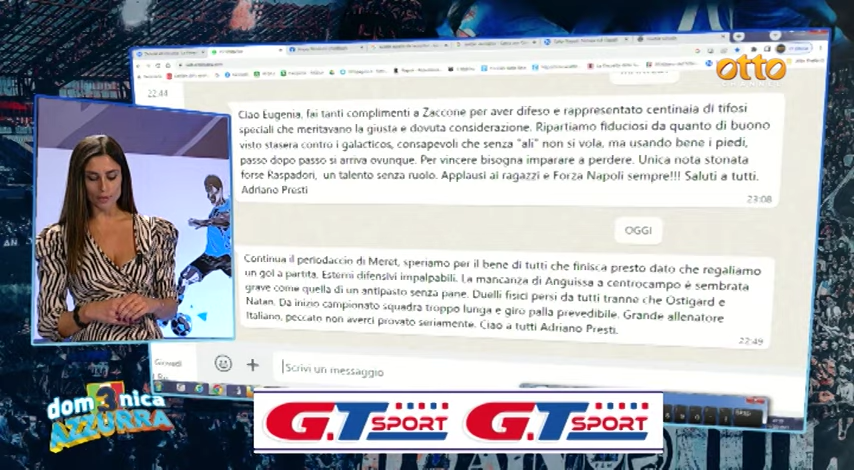 otto
CHANNEL
22:44
Ciao Eugenia, fai tanti complimenti a Zaccone per aver difeso e rappresentato centinaia di tifosi
speciali che meritavano la giusta e dovuta considerazione. Ripartiamo fiduciosi da quanto di buono
visto stasera contro i galacticos, consapevoli che senza "ali" non si vola, ma usando bene i piedi,
passo dopo passo si arriva ovunque. Per vincere bisogna imparare a perdere. Unica nota stonata
forse Raspadori, un talento senza ruolo. Applausi ai ragazzi e Forza Napoli sempre!!! Saluti a tutti.
Adriano Presti
23:08
OGGI
Continua il periodaccio di Meret, speriamo per il bene di tutti che finisca presto dato che regaliamo
un gol a partita. Esterni difensivi impalpabili. La mancanza di Anguissa a centrocampo è sembrata
grave come quella di un antipasto senza pane. Duelli fisici persi da tutti tranne che Ostigard e
Natan. Da inizio campionato squadra troppo lunga e giro palla prevedibile. Grande allenatore
Italiano, peccato non averci provato seriamente. Ciao a tutti Adriano Presti.
22:49
Giovanni
Scrivi un messaggio
dom3nica
AZZURRA
G.T SPORT
G.T SPORT